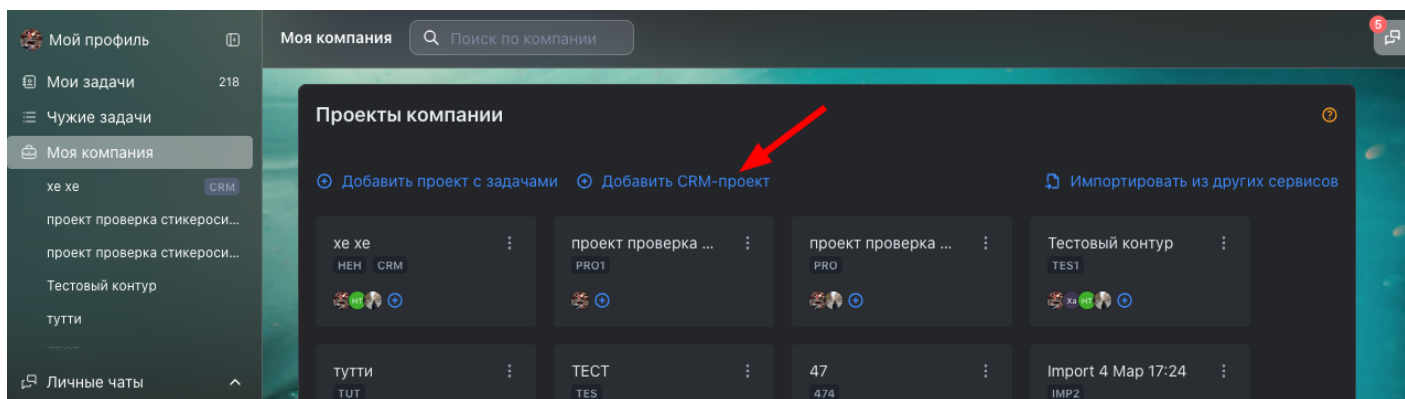 Мой профиль
Мои задачи 218
Чужие задачи
Моя компания
хе хе CRM
проект проверка стикероси...
проект проверка стикероси...
Тестовый контур
тутти
Личные чаты
Моя компания
Поиск по компании
5
Проекты компании
Добавить проект с задачами
Добавить CRM-проект
Импортировать из других сервисов
хе хе
HEH CRM
НТ
проект проверка ...
PRO1
проект проверка ...
PRO
Тестовый контур
TES1
Ха НТ
тутти
TUT
ТЕСТ
TES
47
474
Import 4 Мар 17:24
IMP2